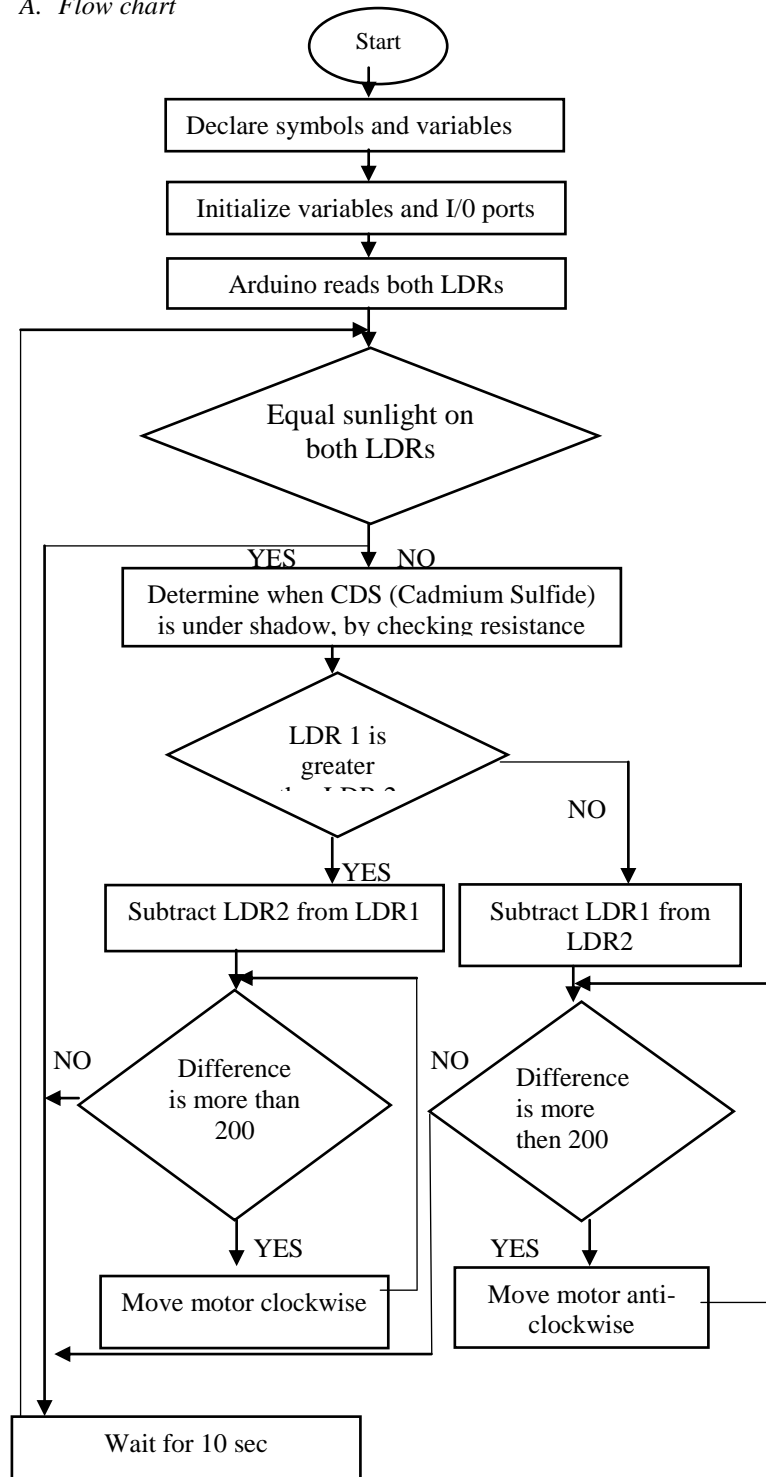 A. Flow chart
Start
Declare symbols and variables
Initialize variables and I/0 ports
Arduino reads both LDRs
Equal sunlight on
both LDRs
YES NO
Determine when CDS (Cadmium Sulfide)
is under shadow, by checking resistance
LDR 1 is
greater
NO
YES
Subtract LDR2 from LDR1
Subtract LDR1 from
LDR2
NO
Difference
is more than
200
NO
Difference
is more
then 200
YES
YES
Move motor clockwise
Move motor anti-
clockwise
Wait for 10 sec